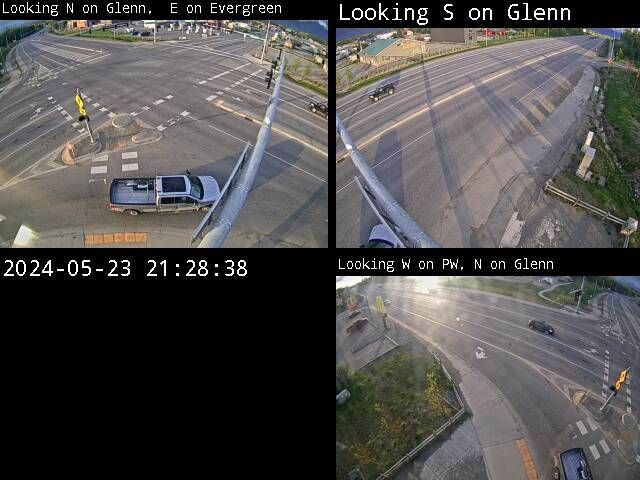 Looking N on Glenn, E on Evergreen
Looking S on Glenn
2024-05-23 21:28:38
Looking W on PW, N on Glenn